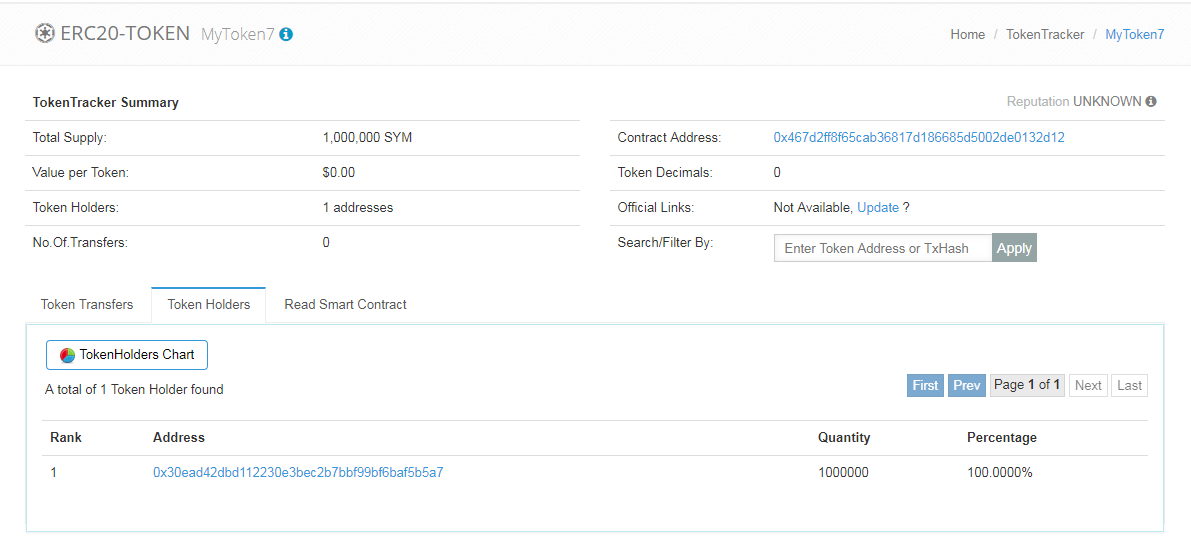 ERC20-TOKEN MyToken7
Home / TokenTracker / MyToken7
TokenTracker Summary
Reputation UNKNOWN
Total Supply: 1,000,000 SYM
Value per Token: $0.00
Token Holders: 1 addresses
No.Of.Transfers: 0
Contract Address: 0x467d2ff8f65cab36817d186685d5002de0132d12
Token Decimals: 0
Official Links: Not Available, Update ?
Search/Filter By: Enter Token Address or TxHash Apply
Token Transfers Token Holders Read Smart Contract
TokenHolders Chart
A total of 1 Token Holder found
First Prev Page 1 of 1 Next Last
Rank Address Quantity Percentage
1 0x30ead42dbd112230e3bec2b7bbf99bf6baf5b5a7 1000000 100.0000%